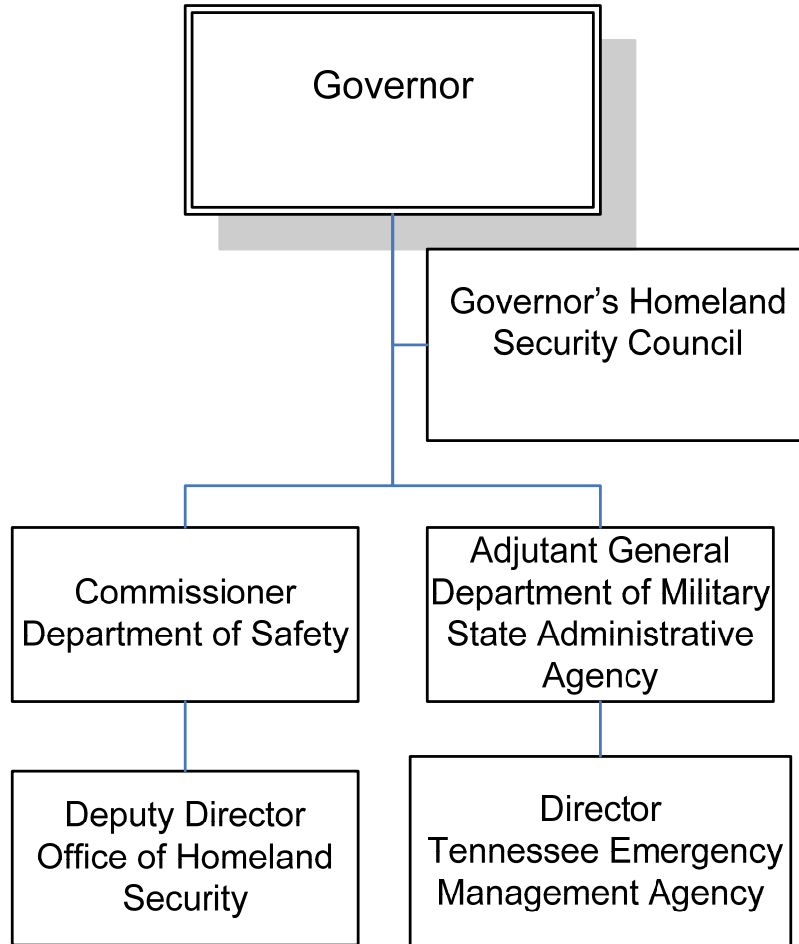 Governor
Governor’s Homeland
Security Council
Commissioner
Department of Safety
Adjutant General
Department of Military
State Administrative
Agency
Deputy Director
Office of Homeland
Security
Director
Tennessee Emergency
Management Agency